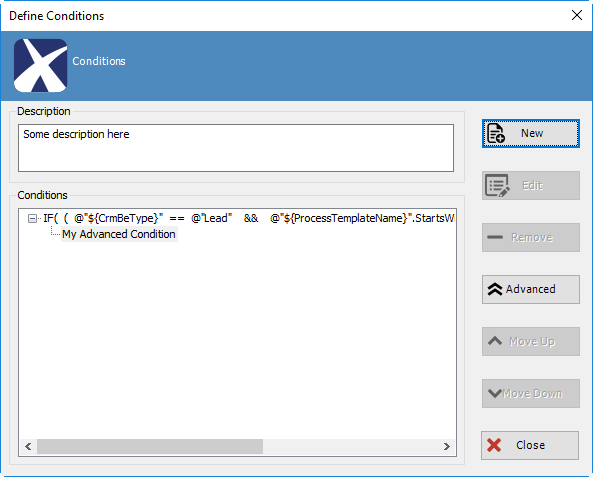 Define Conditions
Conditions
Description
Some description here
New
Edit
Remove
Advanced
Move Up
Move Down
Close
Conditions
IF( ( @"${CrmBeType}" == @"Lead" && @"${ProcessTemplateName}".StartsWi
My Advanced Condition